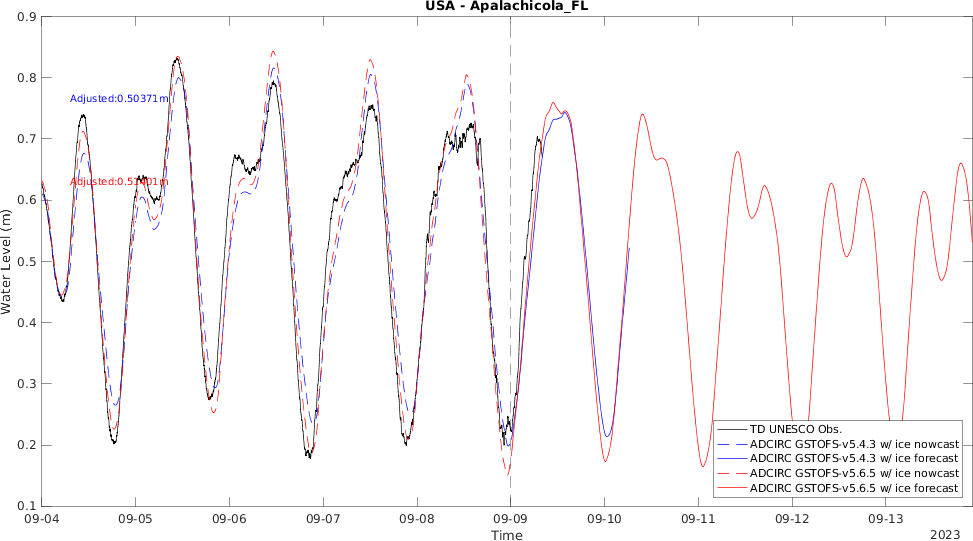 USA - Apalachicola_FL
0.9
0.8
Adjusted:0.50371m
0.7
0.6
0.5
0.4
0.3
0.2
0.1
Water Level (m)
TD UNESCO Obs.
ADCIRC GSTOFS-v5.4.3 w/ ice nowcast
ADCIRC GSTOFS-v5.4.3 w/ ice forecast
ADCIRC GSTOFS-v5.6.5 w/ ice nowcast
ADCIRC GSTOFS-v5.6.5 w/ ice forecast
09-04 09-05 09-06 09-07 09-08 09-09 09-10 09-11 09-12 09-13
Time
2023